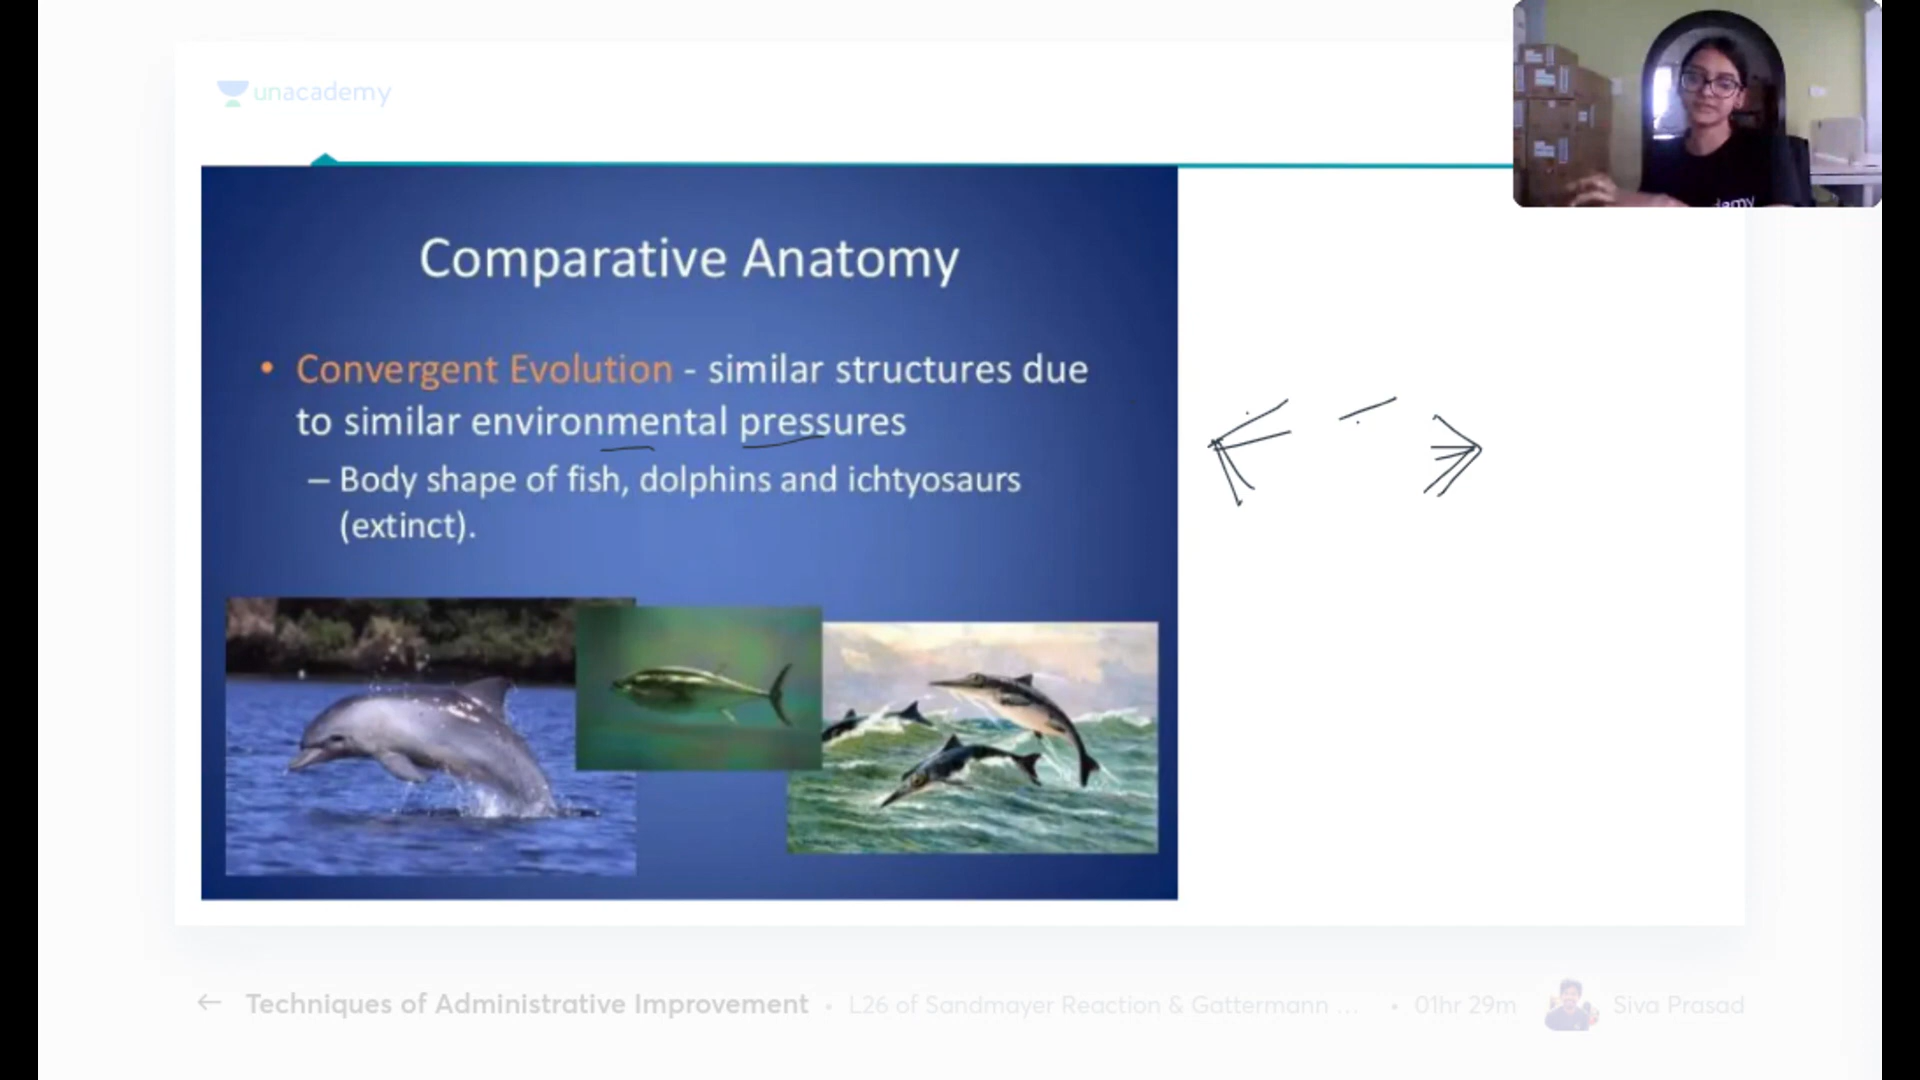 unacademy
Comparative Anatomy
• Convergent Evolution - similar structures due
to similar environmental pressures
– Body shape of fish, dolphins and ichtyosaurs
(extinct).
← Techniques of Administrative Improvement • L26 of Sandmayer Reaction & Gattermann ... • 01hr 29m Siva Prasad